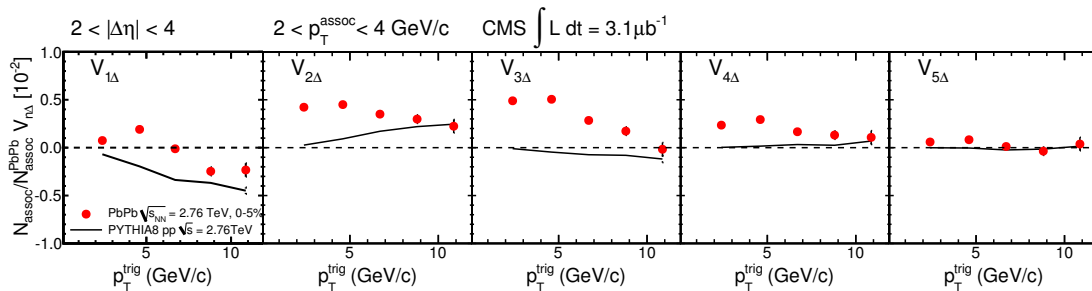 2 < |Δη| < 4
2 < p_T^assoc < 4 GeV/c
CMS ∫ L dt = 3.1μb⁻¹
N_assoc/N_assoc^PbPb V_nΔ [10⁻²]
1.0
0.5
0.0
-0.5
-1.0
V_1Δ
V_2Δ
V_3Δ
V_4Δ
V_5Δ
PbPb √s_NN = 2.76 TeV, 0-5%
PYTHIA8 pp √s = 2.76TeV
5 10
5 10
5 10
5 10
5 10
p_T^trig (GeV/c)
p_T^trig (GeV/c)
p_T^trig (GeV/c)
p_T^trig (GeV/c)
p_T^trig (GeV/c)